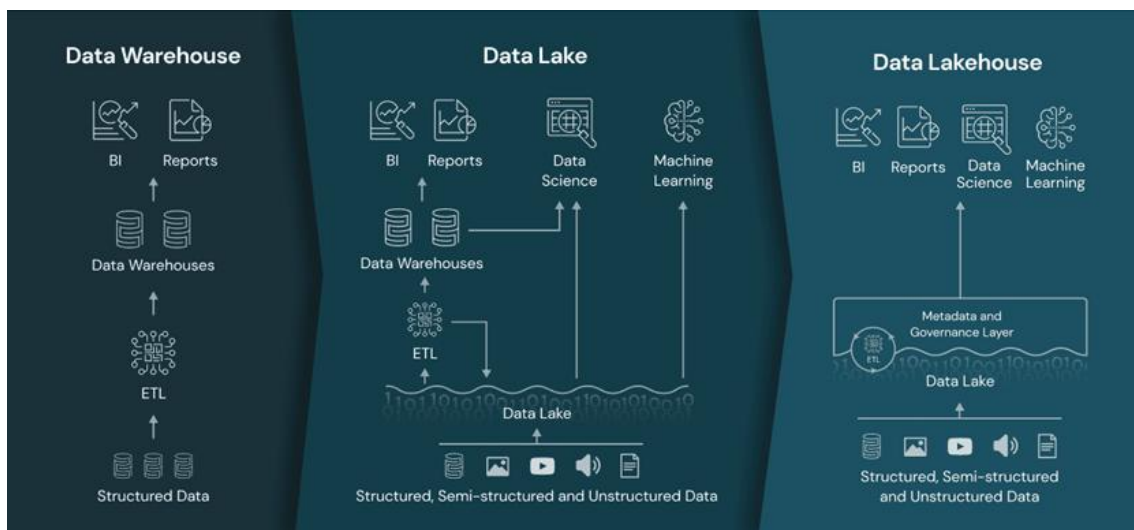 Data Warehouse
BI
Reports
Data Warehouses
ETL
Structured Data
Data Lake
BI
Reports
Data
Science
Machine
Learning
Data Warehouses
ETL
Data Lake
Structured, Semi-structured and Unstructured Data
Data Lakehouse
BI
Reports
Data
Science
Machine
Learning
Metadata and
Governance Layer
ETL
Data Lake
Structured, Semi-structured
and Unstructured Data